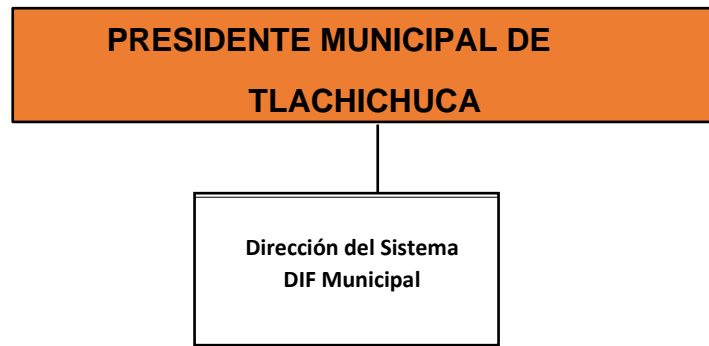 PRESIDENTE MUNICIPAL DE
TLACHICHUCA
Dirección del Sistema
DIF Municipal